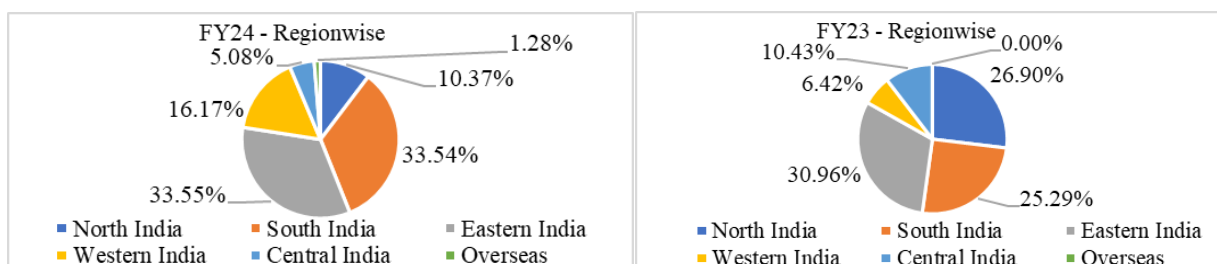 FY24 - Regionwise
5.08%
1.28%
10.37%
16.17%
33.54%
33.55%
North India
South India
Eastern India
Western India
Central India
Overseas
FY23 - Regionwise
10.43%
0.00%
6.42%
26.90%
30.96%
25.29%
North India
South India
Eastern India
Western India
Central India
Overseas